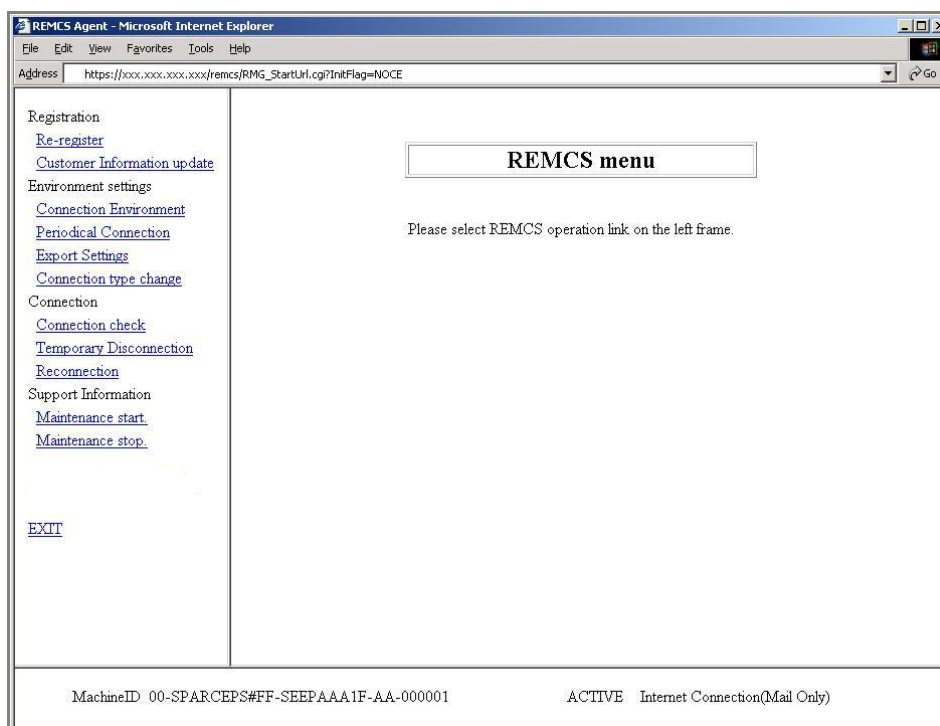 REMCS Agent - Microsoft Internet Explorer
File Edit View Favorites Tools Help
Address https://xxx.xxx.xxx.xxx/remcs/RMG_StartUrl.cgi?InitFlag=NOCE Go
Registration
Re-register
Customer Information update
Environment settings
Connection Environment
Periodical Connection
Export Settings
Connection type change
Connection
Connection check
Temporary Disconnection
Reconnection
Support Information
Maintenance start.
Maintenance stop.
EXIT
REMCS menu
Please select REMCS operation link on the left frame.
MachineID 00-SPARCEPS#FF-SEEPAAA1F-AA-000001 ACTIVE Internet Connection(Mail Only)